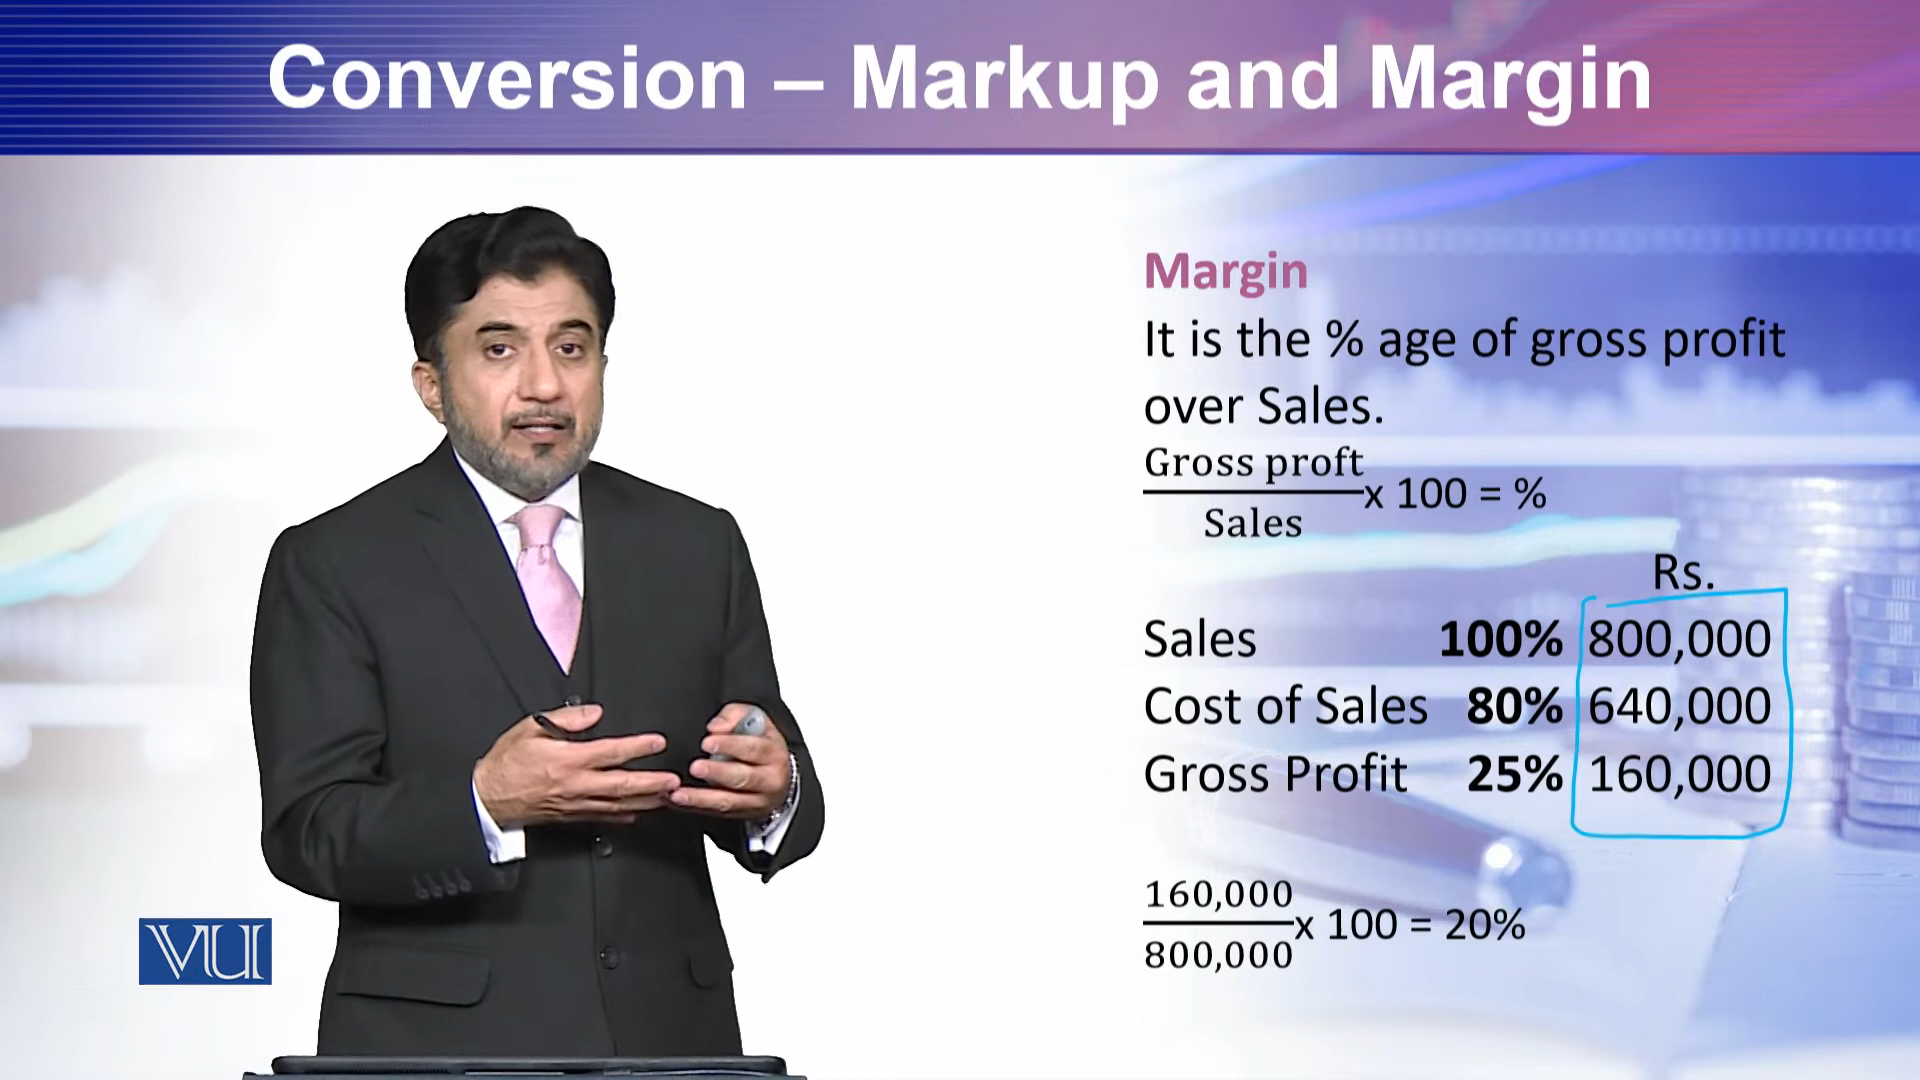 Conversion – Markup and Margin
Margin
It is the % age of gross profit
over Sales.
Gross proft
x 100 = %
Sales
Rs.
Sales 100% 800,000
Cost of Sales 80% 640,000
Gross Profit 25% 160,000
160,000
x 100 = 20%
800,000
VU